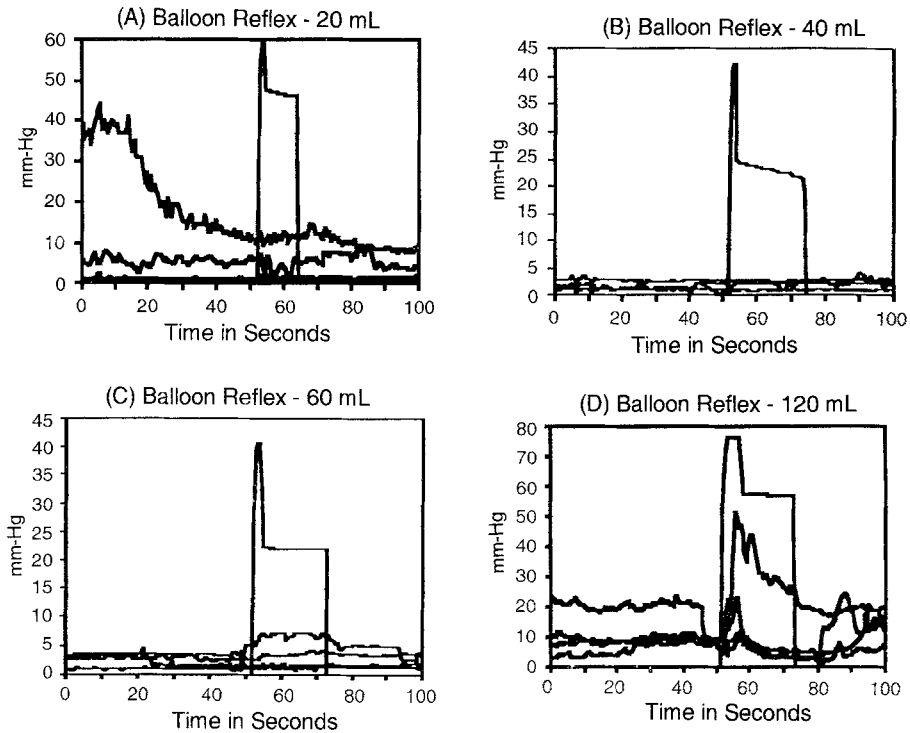 (A) Balloon Reflex - 20 mL
60
50
40
30
20
10
0
mm-Hg
0 20 40 60 80 100
Time in Seconds
(B) Balloon Reflex - 40 mL
45
40
35
30
25
20
15
10
5
0
mm-Hg
0 20 40 60 80 100
Time in Seconds
(C) Balloon Reflex - 60 mL
45
40
35
30
25
20
15
10
5
0
mm-Hg
0 20 40 60 80 100
Time in Seconds
(D) Balloon Reflex - 120 mL
80
70
60
50
40
30
20
10
0
mm-Hg
0 20 40 60 80 100
Time in Seconds